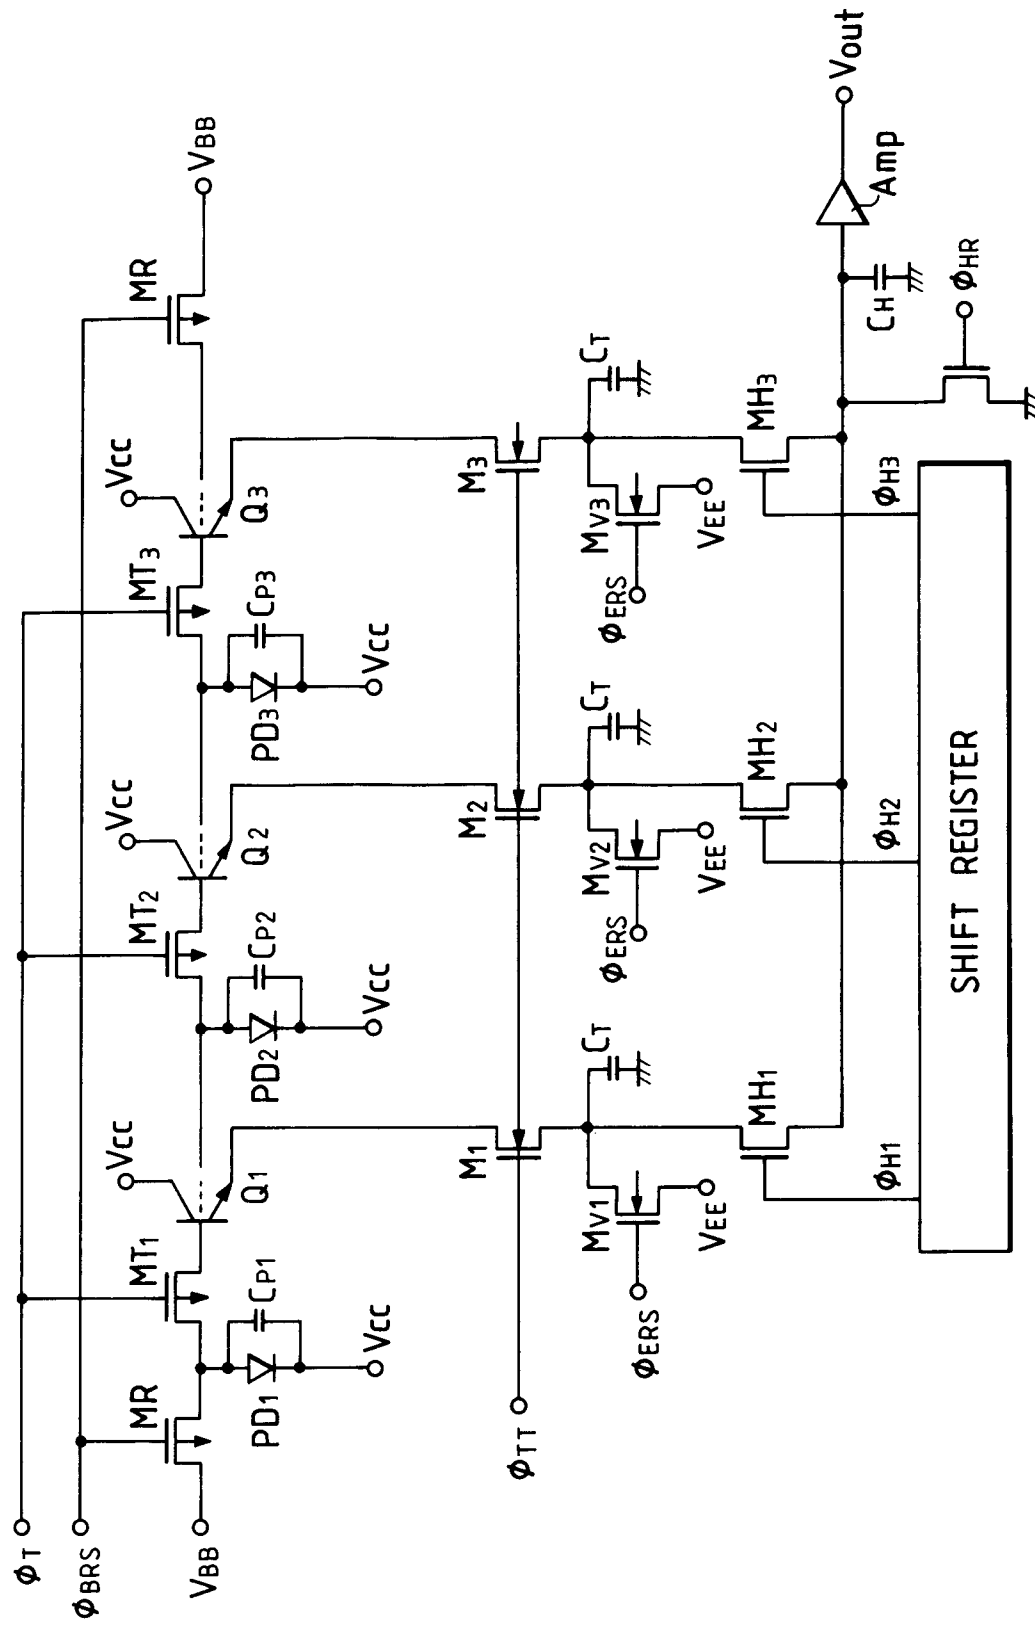 ΦT
ΦBRS
VBB
MR
PD1
CP1
VCC
MT1
VCC
Q1
PD2
CP2
VCC
MT2
VCC
Q2
PD3
CP3
VCC
MT3
VCC
Q3
MR
VBB
ΦTT
M1
M2
M3
ΦERS
MV1
VEE
CT
ΦERS
MV2
VEE
CT
ΦERS
MV3
VEE
CT
MH1
MH2
MH3
ΦH1
ΦH2
ΦH3
CH
ΦHR
Amp
Vout
SHIFT REGISTER